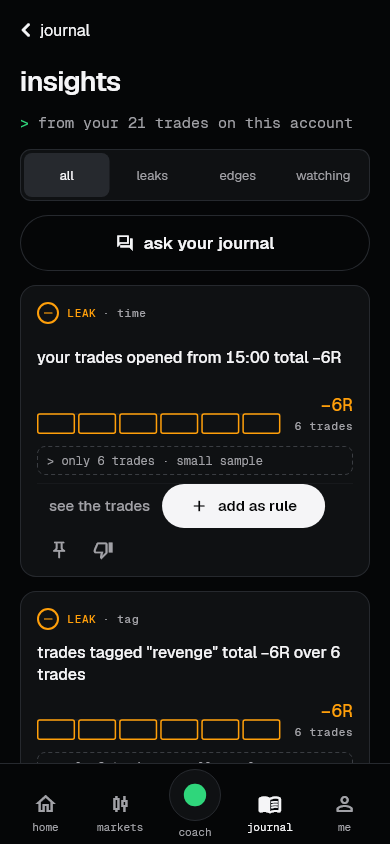 journal
insights
> from your 21 trades on this account
all leaks edges watching
ask your journal
LEAK · time
your trades opened from 15:00 total −6R
−6R
6 trades
> only 6 trades · small sample
see the trades + add as rule
LEAK · tag
trades tagged "revenge" total −6R over 6
trades
−6R
6 trades
home markets coach journal me